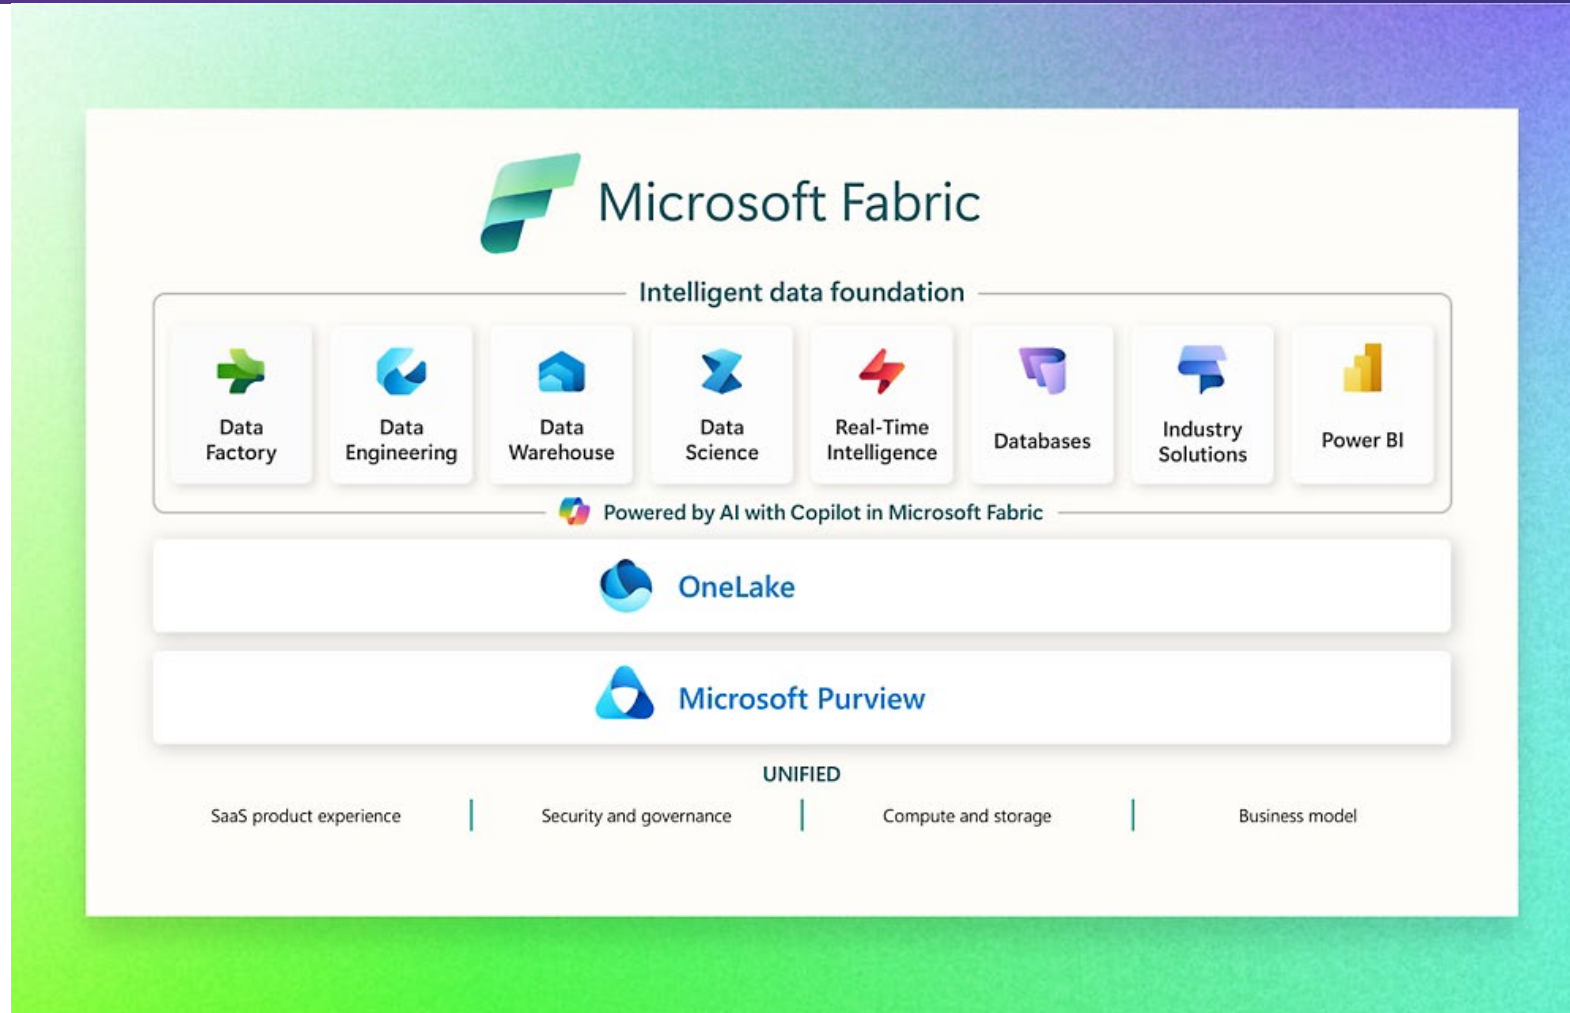 Microsoft Fabric
Intelligent data foundation
Data
Factory
Data
Engineering
Data
Warehouse
Data
Science
Real-Time
Intelligence
Databases
Industry
Solutions
Power BI
Powered by AI with Copilot in Microsoft Fabric
OneLake
Microsoft Purview
UNIFIED
SaaS product experience
Security and governance
Compute and storage
Business model